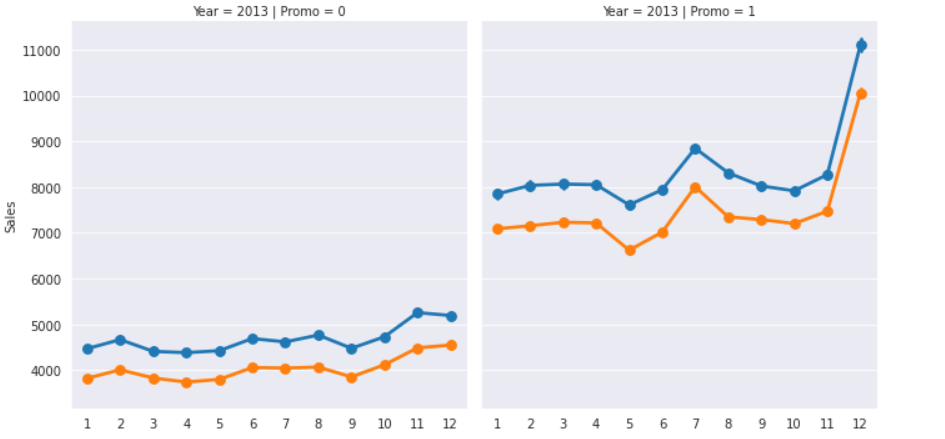 Year = 2013 | Promo = 0
Year = 2013 | Promo = 1
11000
10000
9000
8000
7000
6000
5000
4000
Sales
1 2 3 4 5 6 7 8 9 10 11 12
1 2 3 4 5 6 7 8 9 10 11 12